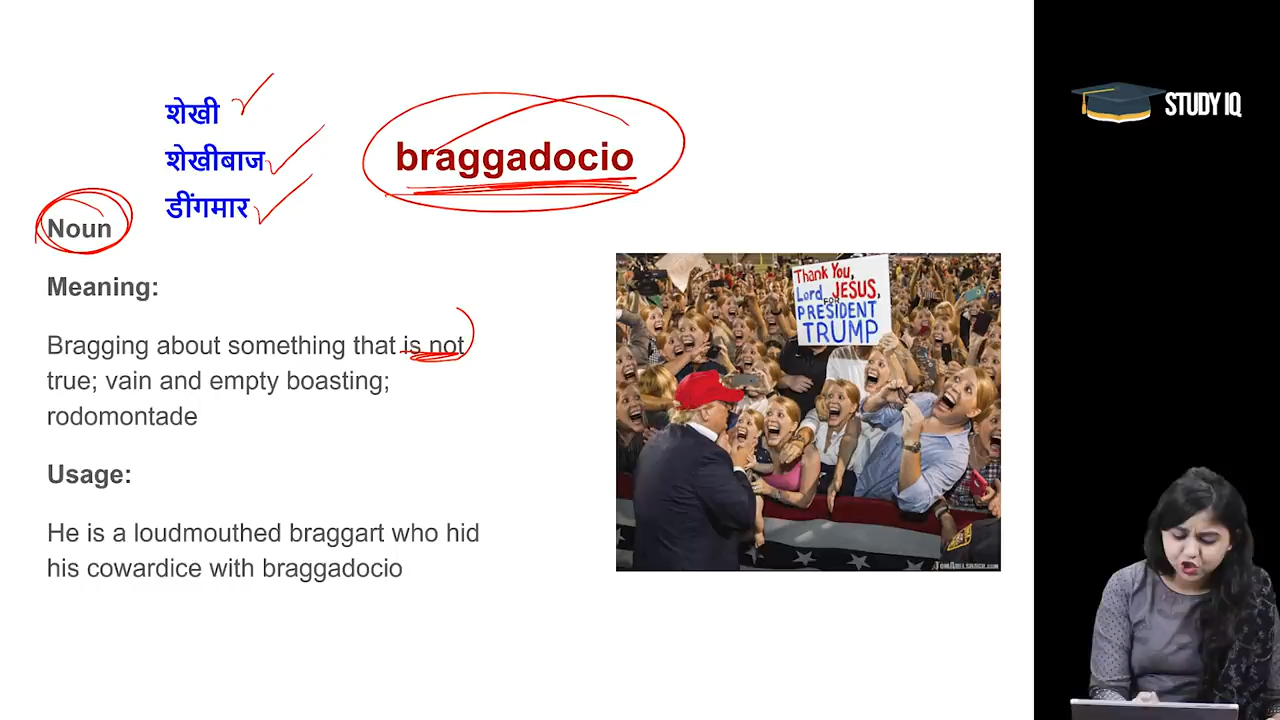 शेखी
शेखीबाज
डींगमार
braggadocio
Noun
Meaning:
Bragging about something that is not
true; vain and empty boasting;
rodomontade
Usage:
He is a loudmouthed braggart who hid
his cowardice with braggadocio
Thank You,
Lord JESUS,
FOR
PRESIDENT
TRUMP
STUDY IQ